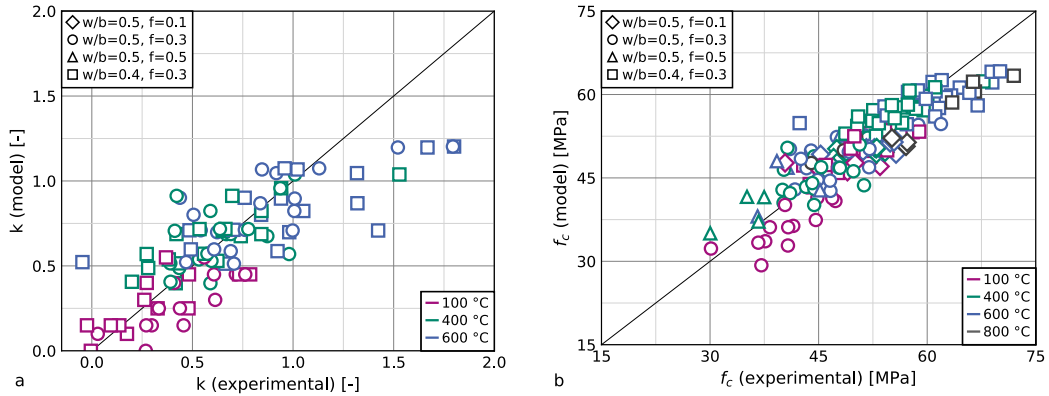 2.0
1.5
1.0
0.5
0.0
k (model) [-]
w/b=0.5, f=0.1
w/b=0.5, f=0.3
w/b=0.5, f=0.5
w/b=0.4, f=0.3
100 °C
400 °C
600 °C
0.0 0.5 1.0 1.5 2.0
k (experimental) [-]
a
75
60
45
30
15
f_c (model) [MPa]
w/b=0.5, f=0.1
w/b=0.5, f=0.3
w/b=0.5, f=0.5
w/b=0.4, f=0.3
100 °C
400 °C
600 °C
800 °C
15 30 45 60 75
f_c (experimental) [MPa]
b